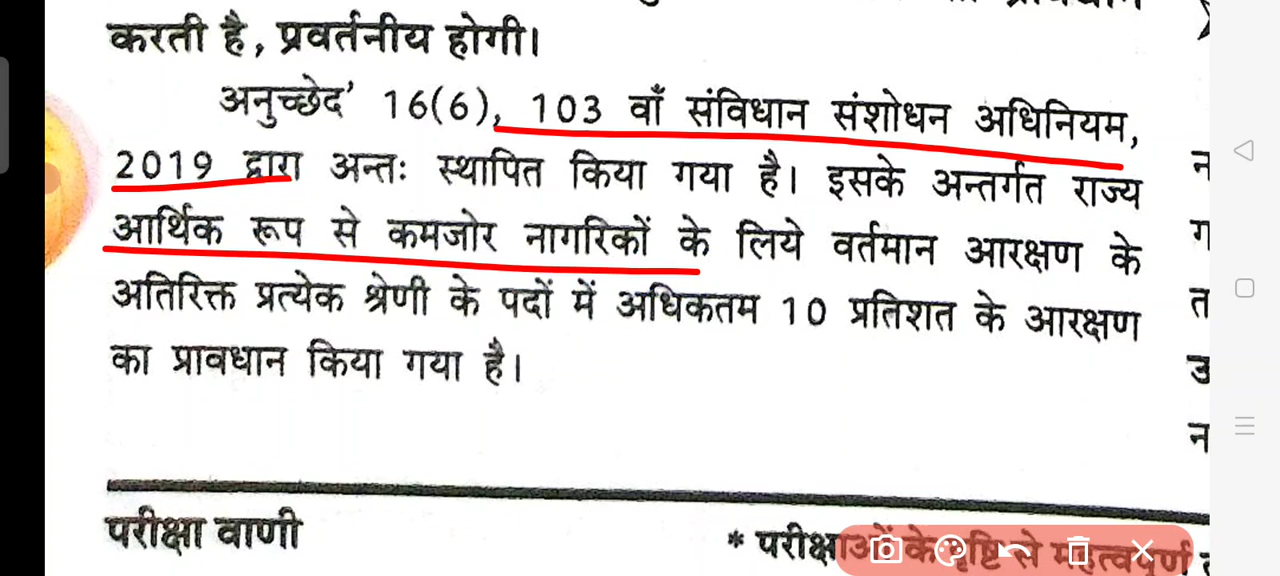 करती है, प्रवर्तनीय होगी।
अनुच्छेद' 16(6), 103 वाँ संविधान संशोधन अधिनियम,
2019 द्वारा अन्तः स्थापित किया गया है। इसके अन्तर्गत राज्य
आर्थिक रूप से कमजोर नागरिकों के लिये वर्तमान आरक्षण के
अतिरिक्त प्रत्येक श्रेणी के पदों में अधिकतम 10 प्रतिशत के आरक्षण
का प्रावधान किया गया है।
परीक्षा वाणी
* परीक्षाओं के दृष्टि से महत्वपूर्ण